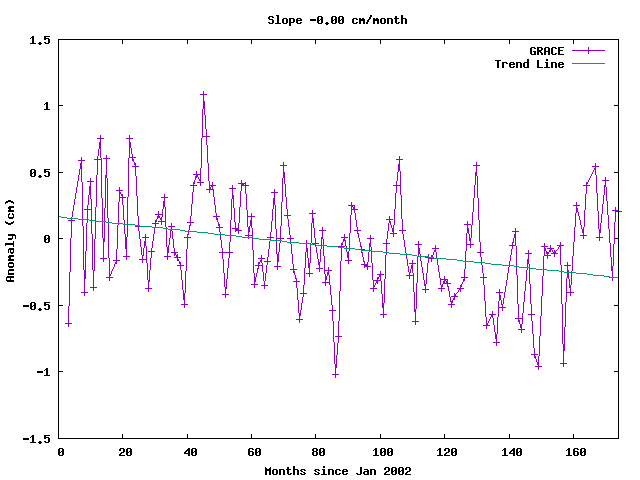 Slope -0.00 cm/month
1.5
1
0.5
0
-0.5
-1
-1.5
Anomaly (cm)
GRACE
Trend Line
0 20 40 60 80 100 120 140 160
Months since Jan 2002